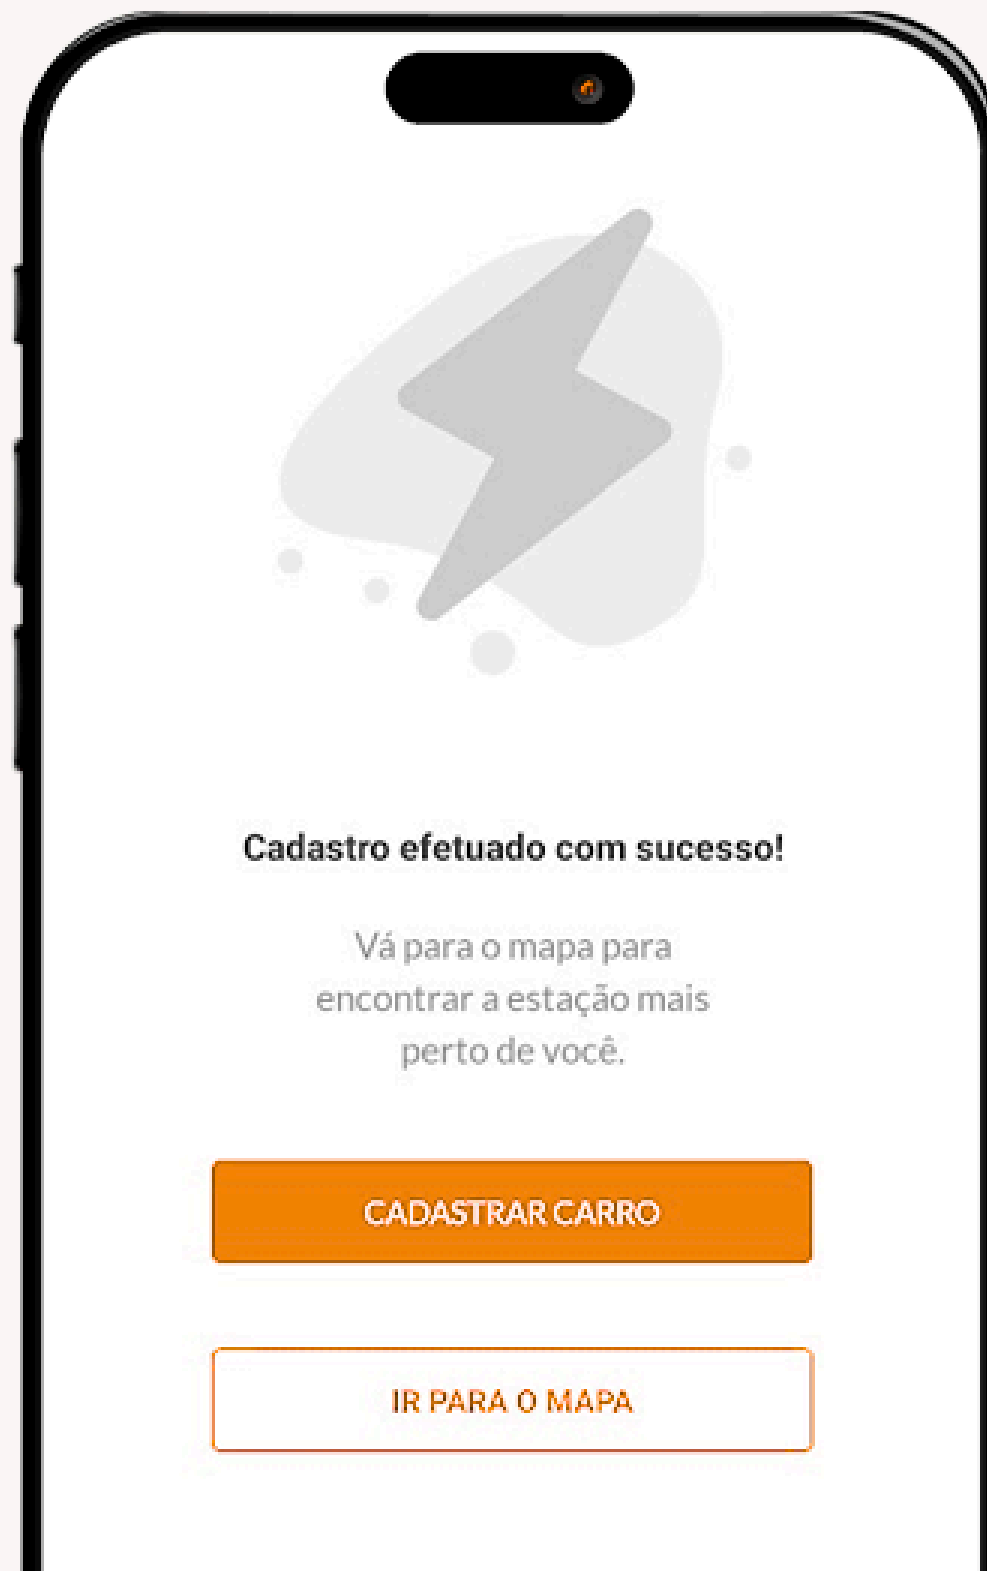 Cadastro efetuado com sucesso!
Vá para o mapa para
encontrar a estação mais
perto de você.
CADASTRAR CARRO
IR PARA O MAPA